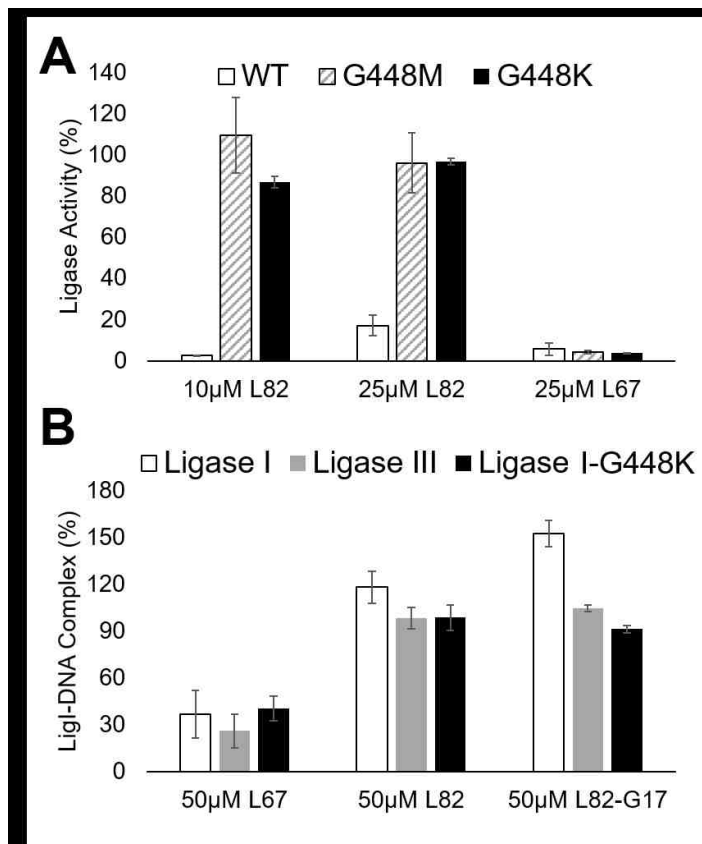 A
WT G448M G448K
Ligase Activity (%)
140
120
100
80
60
40
20
0
10µM L82 25µM L82 25µM L67
B
Ligase I Ligase III Ligase I-G448K
LigI-DNA Complex (%)
180
150
120
90
60
30
0
50µM L67 50µM L82 50µM L82-G17